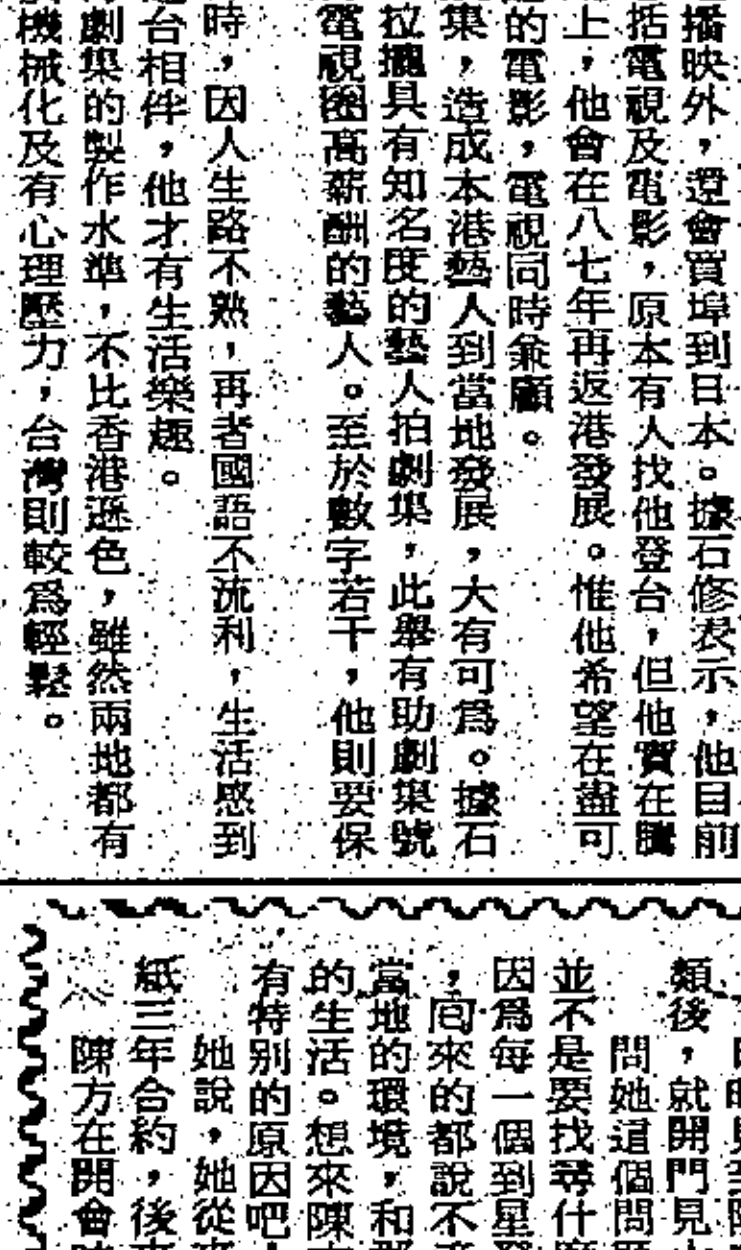 播映外，還會賣埠到日本。據石修表示，他目前
括電視及電影，原本有人找他登台，但他實在騰
上，他會在八七年再返港發展。惟他希望在盡可
的電影，電視同時兼顧。
集，造成本港藝人到當地發展，大有可爲。據石
拉攏具有知名度的藝人拍劇集，此舉有助劇集號
電視圈高薪酬的藝人。至於數字若干，他則要保
時，因人生路不熟，再者國語不流利，生活感到
台相伴，他才有生活樂趣。
劇集的製作水準，不比香港遜色，雖然兩地都有
機械化及有心理壓力，台灣則較爲輕鬆。
類後，就開門見
問她這個問
並不是要找尋什
因爲每一個到星
，回來的都說不
當地的環境，和
的生活。想來陳
有特别的原因吧
她說，她從
紙三年合約，後
陳方在開會